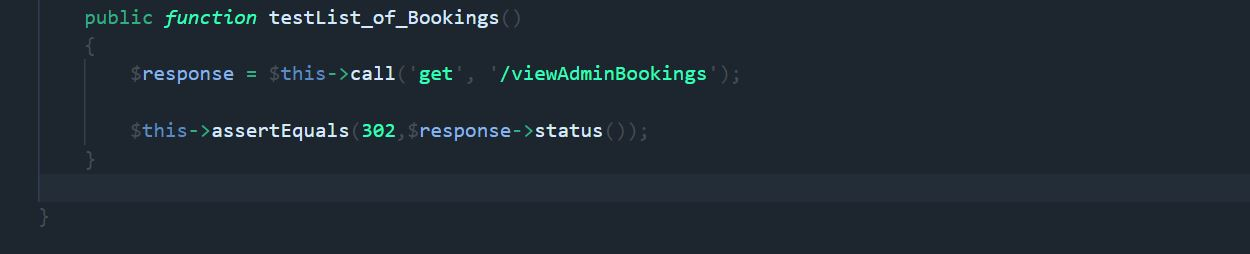 public function testList_of_Bookings()
{
$response = $this->call('get', '/viewAdminBookings');
$this->assertEquals(302,$response->status());
}
}